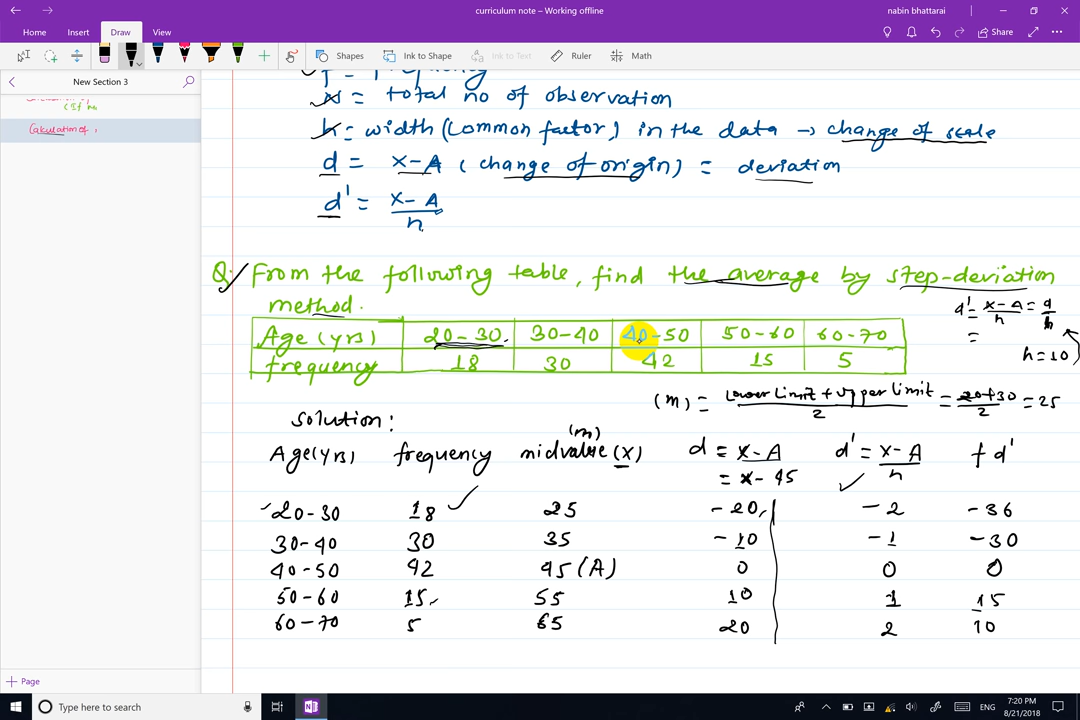 curriculum note – Working offline
nabin bhattarai
Home Insert Draw View
Share
Shapes Ink to Shape Ink to Text Ruler Math
New Section 3
Calculation of
f = frequency
N = total no of observation
h = width (common factor) in the data → change of scale
d = x-A (change of origin) = deviation
d' = x-A / h
Q: From the following table, find the average by step-deviation
method.
d' = x-A / h = d / h
=
h=10
Age (yrs) 20-30 30-40 40-50 50-60 60-70
frequency 18 30 42 15 5
(m) = Lower Limit + Upper Limit / 2 = 20+30 / 2 = 25
Solution:
(m)
Age (yrs) frequency midvalue (x) d = x-A d' = x-A / h f d'
= x-45
20-30 18 25 -20 -2 -36
30-40 30 35 -10 -1 -30
40-50 42 45 (A) 0 0 0
50-60 15 55 10 1 15
60-70 5 65 20 2 10
Page
Type here to search
ENG
7:20 PM
8/21/2018